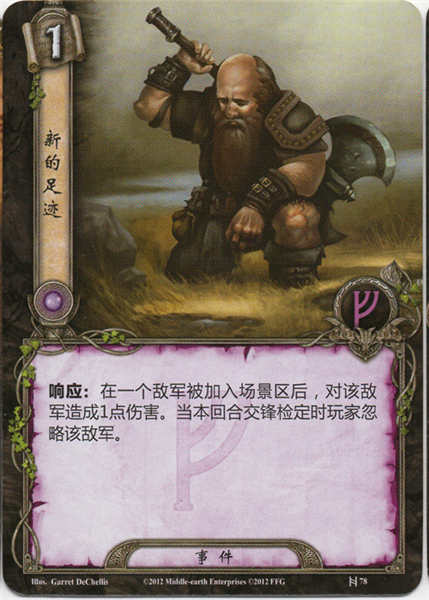 1
新的足迹
响应：在一个敌军被加入场景区后，对该敌
军造成1点伤害。当本回合交锋检定时玩家忽
略该敌军。
事件
Illus. Garret DeChellis
©2012 Middle-earth Enterprises ©2012 FFG
78